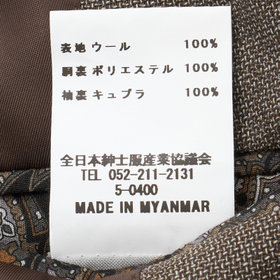 表地 ウール 100%
胴裏 ポリエステル 100%
袖裏 キュプラ 100%
全日本紳士服産業協議会
TEL 052-211-2131
5-0400
MADE IN MYANMAR